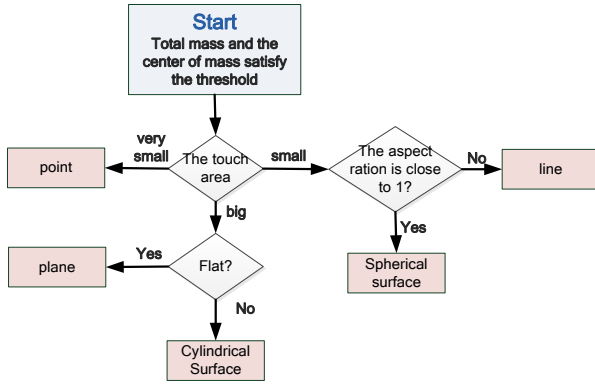 Start
Total mass and the
center of mass satisfy
the threshold
very
small
point
The touch
area
small
The aspect
ration is close
to 1?
No
line
big
Yes
Yes
plane
Flat?
Spherical
surface
No
Cylindrical
Surface